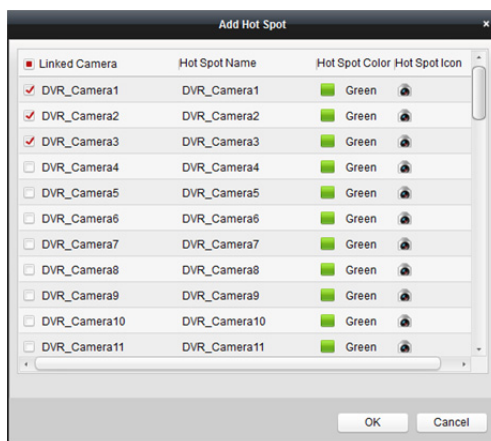 Add Hot Spot
x
Linked Camera Hot Spot Name Hot Spot Color Hot Spot Icon
DVR_Camera1 DVR_Camera1 Green
DVR_Camera2 DVR_Camera2 Green
DVR_Camera3 DVR_Camera3 Green
DVR_Camera4 DVR_Camera4 Green
DVR_Camera5 DVR_Camera5 Green
DVR_Camera6 DVR_Camera6 Green
DVR_Camera7 DVR_Camera7 Green
DVR_Camera8 DVR_Camera8 Green
DVR_Camera9 DVR_Camera9 Green
DVR_Camera10 DVR_Camera10 Green
DVR_Camera11 DVR_Camera11 Green
OK Cancel